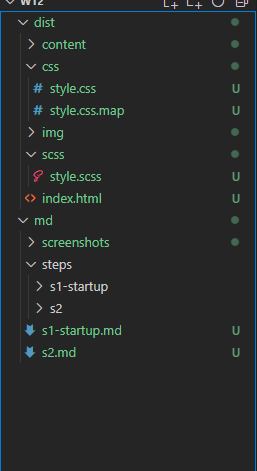 W12
dist
content
css
style.css U
style.css.map U
img
scss
style.scss U
index.html U
md
screenshots
steps
s1-startup
s2
s1-startup.md U
s2.md U